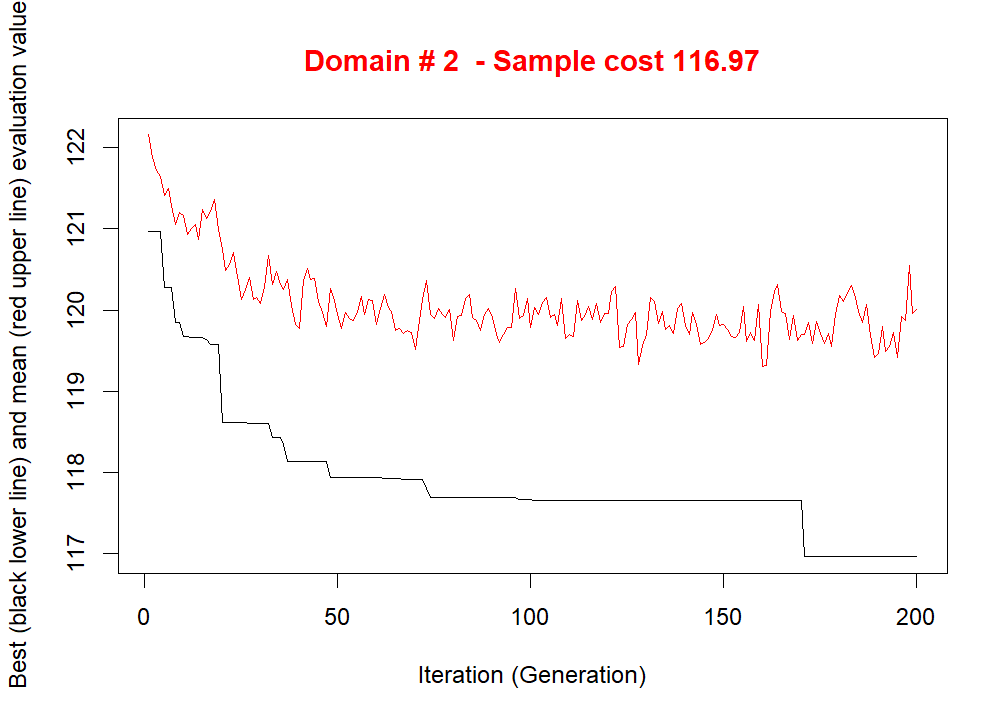 Domain # 2  - Sample cost 116.97
Best (black lower line) and mean (red upper line) evaluation value
122
121
120
119
118
117
0 50 100 150 200
Iteration (Generation)